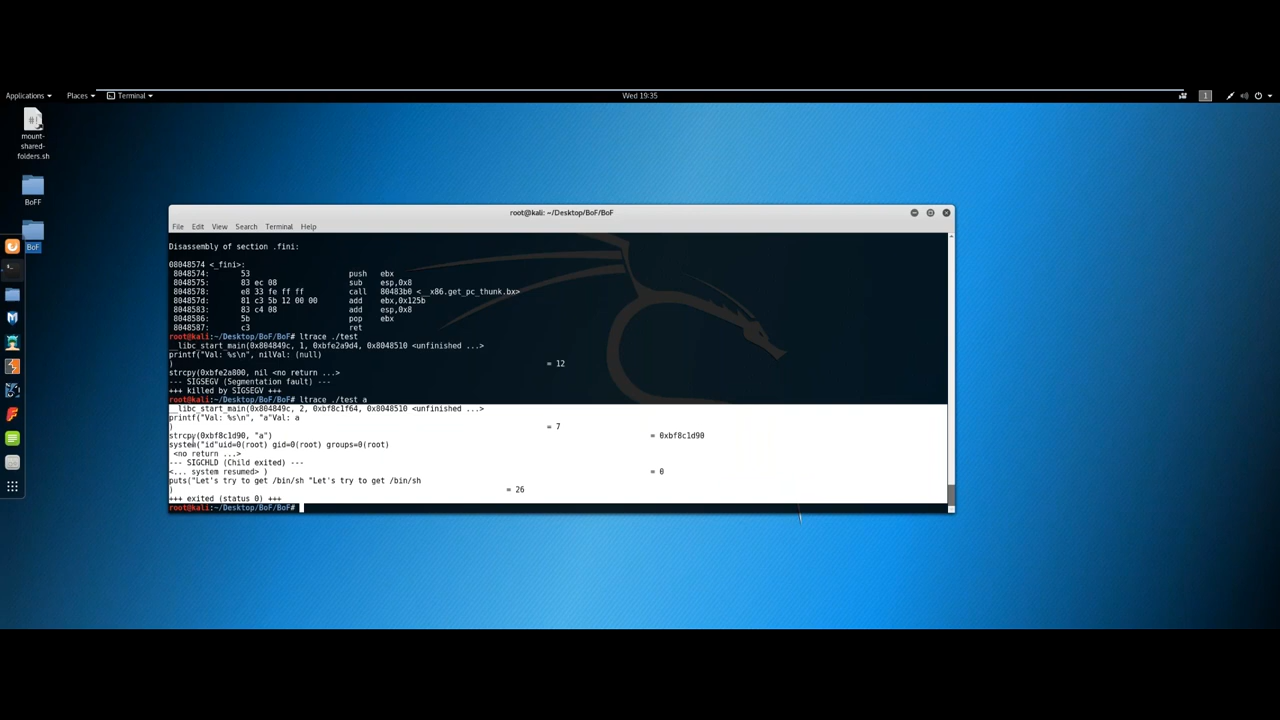 Applications
Places
Terminal
Wed 19:35
1
mount-
shared-
folders.sh
BoFF
BoF
root@kali: ~/Desktop/BoF/BoF
File Edit View Search Terminal Help
Disassembly of section .fini:
08048574 <_fini>:
8048574: 53 push ebx
8048575: 83 ec 08 sub esp,0x8
8048578: e8 33 fe ff ff call 80483b0 <__x86.get_pc_thunk.bx>
804857d: 81 c3 5b 12 00 00 add ebx,0x125b
8048583: 83 c4 08 add esp,0x8
8048586: 5b pop ebx
8048587: c3 ret
root@kali:~/Desktop/BoF/BoF# ltrace ./test
__libc_start_main(0x804849c, 1, 0xbfe2a9d4, 0x8048510 <unfinished ...>
printf("Val: %s\n", nilVal: (null)
) = 12
strcpy(0xbfe2a800, nil <no return ...>
--- SIGSEGV (Segmentation fault) ---
+++ killed by SIGSEGV +++
root@kali:~/Desktop/BoF/BoF# ltrace ./test a
__libc_start_main(0x804849c, 2, 0xbf8c1f64, 0x8048510 <unfinished ...>
printf("Val: %s\n", "a"Val: a
) = 7
strcpy(0xbf8c1d90, "a") = 0xbf8c1d90
system("id"uid=0(root) gid=0(root) groups=0(root)
<no return ...>
--- SIGCHLD (Child exited) ---
<... system resumed> ) = 0
puts("Let's try to get /bin/sh "Let's try to get /bin/sh
) = 26
+++ exited (status 0) +++
root@kali:~/Desktop/BoF/BoF#